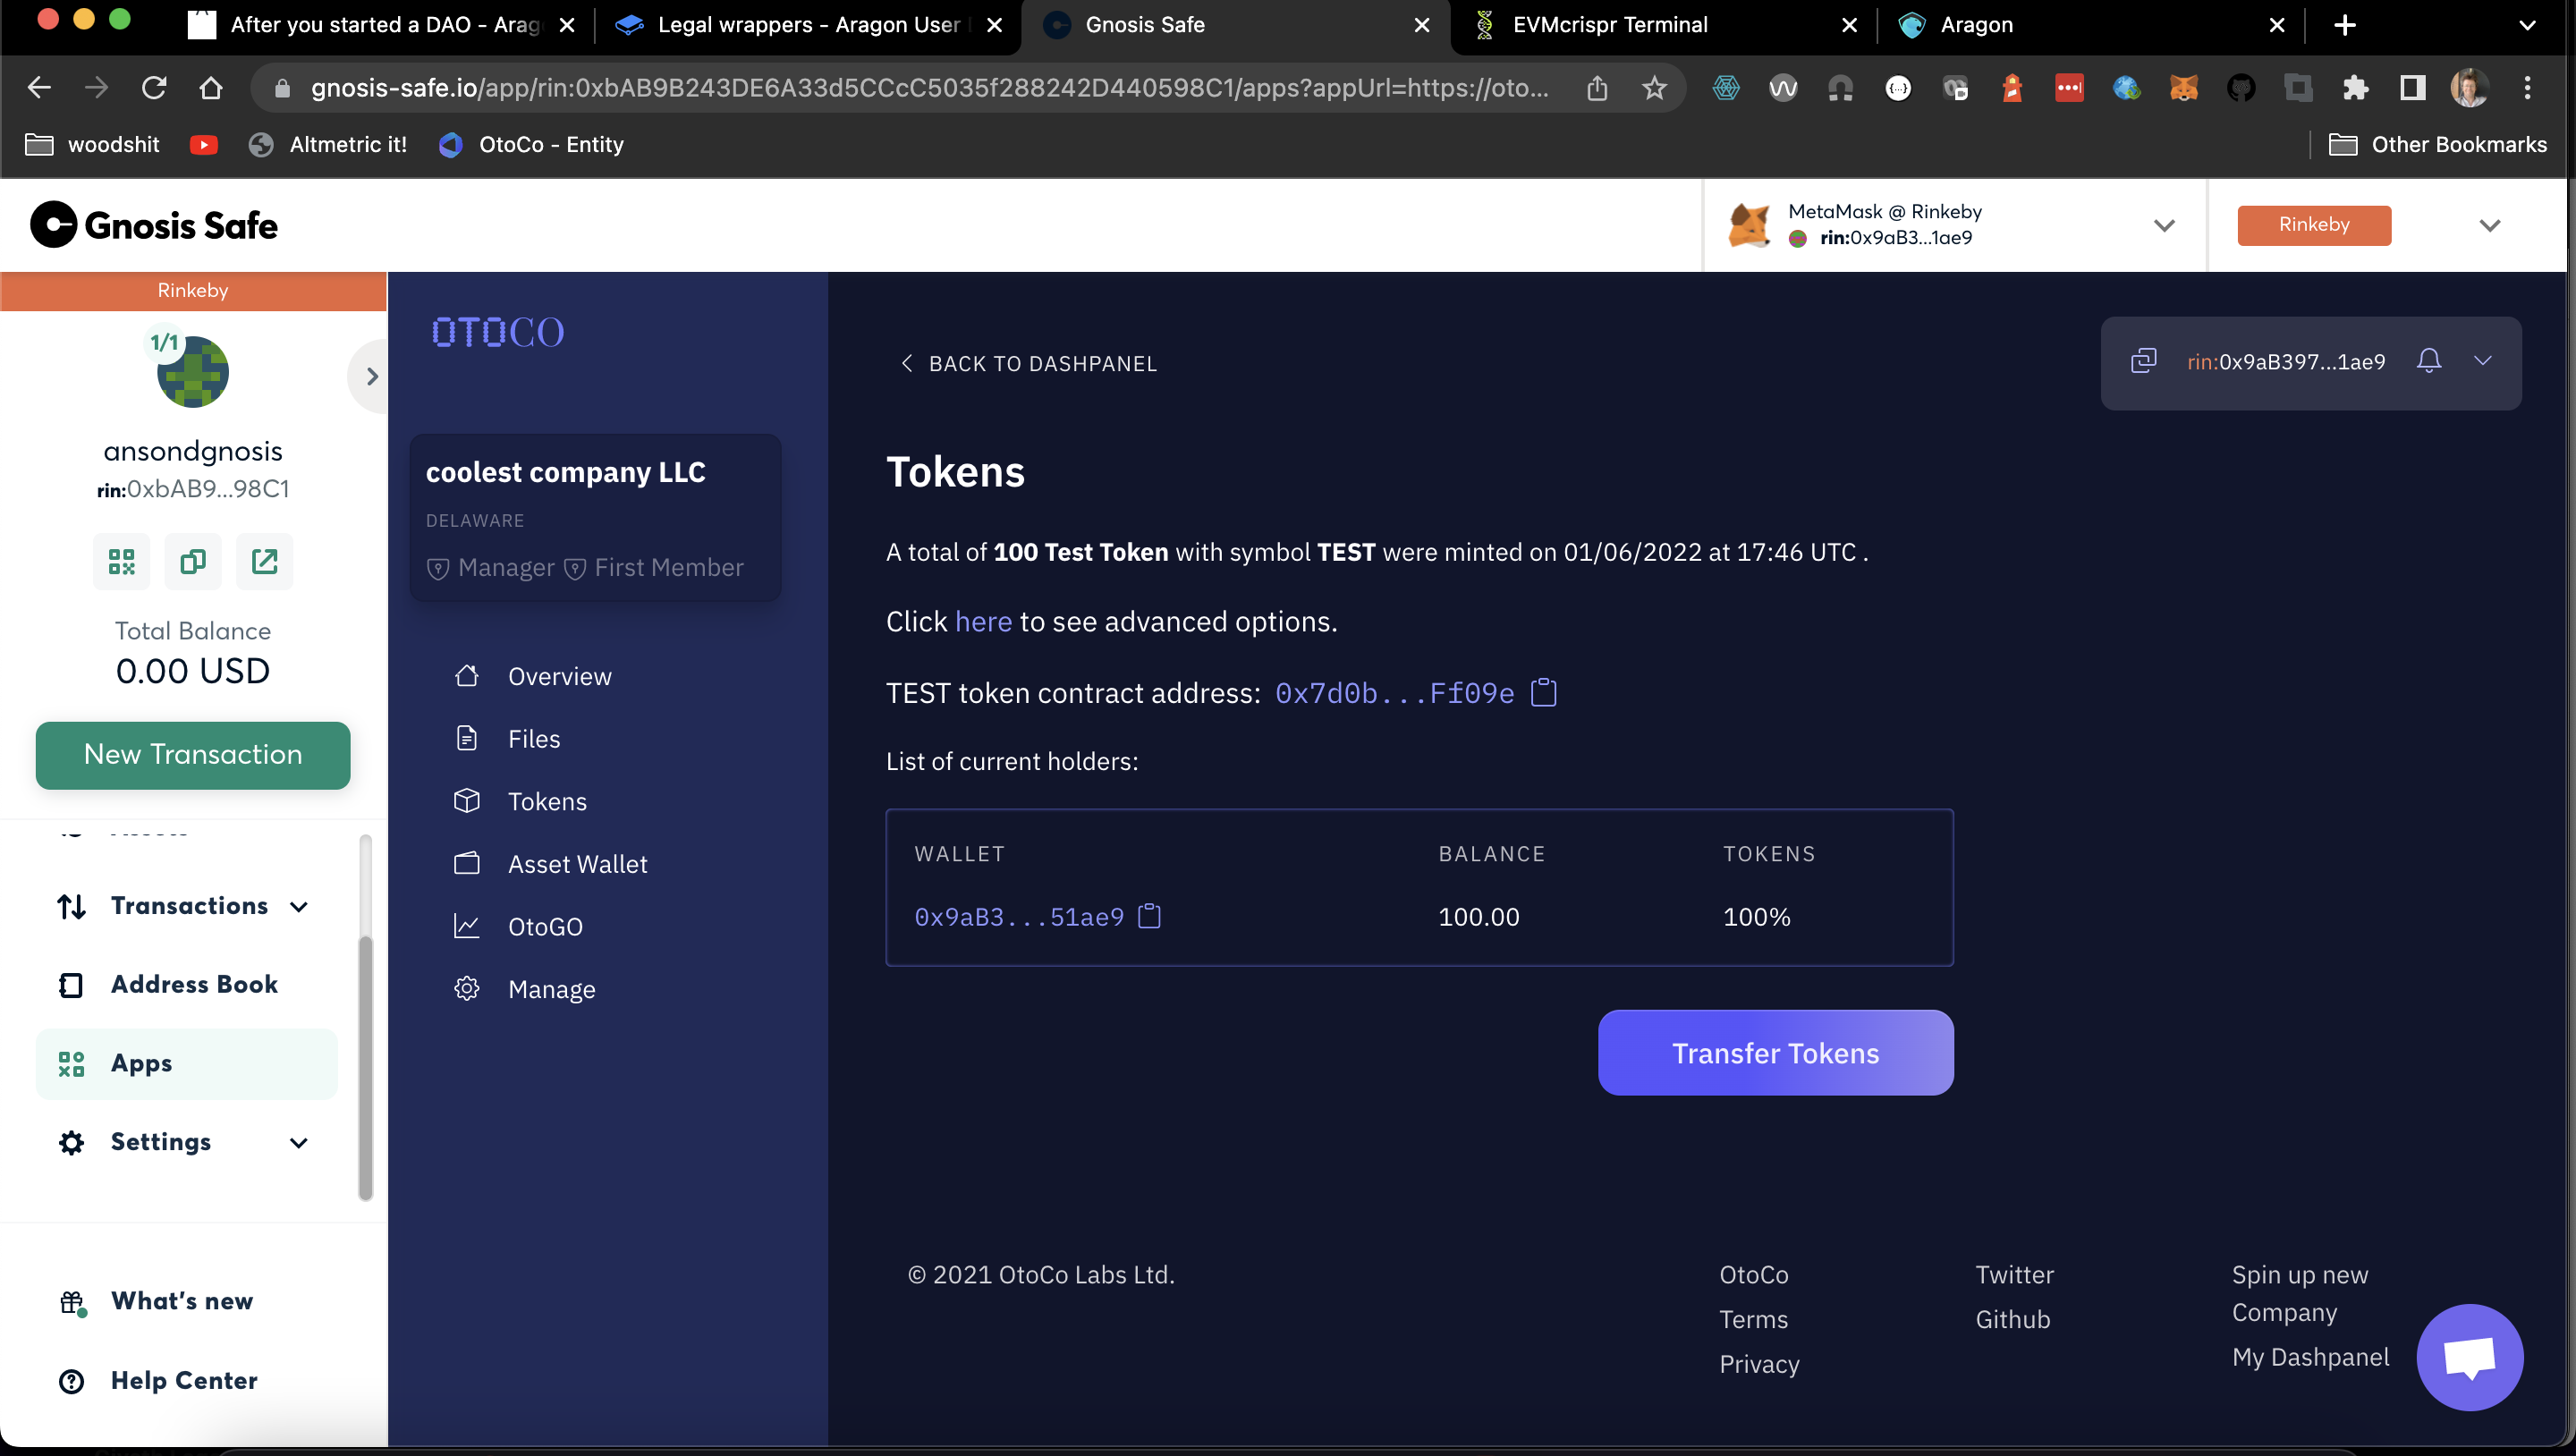 After you started a DAO - Arag
Legal wrappers - Aragon User
Gnosis Safe
EVMcrispr Terminal
Aragon
gnosis-safe.io/app/rin:0xbAB9B243DE6A33d5CCcC5035f288242D440598C1/apps?appUrl=https://oto...
woodshit
Altmetric it!
OtoCo - Entity
Other Bookmarks
Gnosis Safe
MetaMask @ Rinkeby
rin:0x9aB3...1ae9
Rinkeby
Rinkeby
1/1
ansondgnosis
rin:0xbAB9...98C1
Total Balance
0.00 USD
New Transaction
Assets
Transactions
Address Book
Apps
Settings
What's new
Help Center
OTOCO
coolest company LLC
DELAWARE
Manager First Member
Overview
Files
Tokens
Asset Wallet
OtoGO
Manage
BACK TO DASHPANEL
rin:0x9aB397...1ae9
Tokens
A total of 100 Test Token with symbol TEST were minted on 01/06/2022 at 17:46 UTC .
Click here to see advanced options.
TEST token contract address: 0x7d0b...Ff09e
List of current holders:
WALLET BALANCE TOKENS
0x9aB3...51ae9 100.00 100%
Transfer Tokens
© 2021 OtoCo Labs Ltd.
OtoCo
Terms
Privacy
Twitter
Github
Spin up new
Company
My Dashpanel